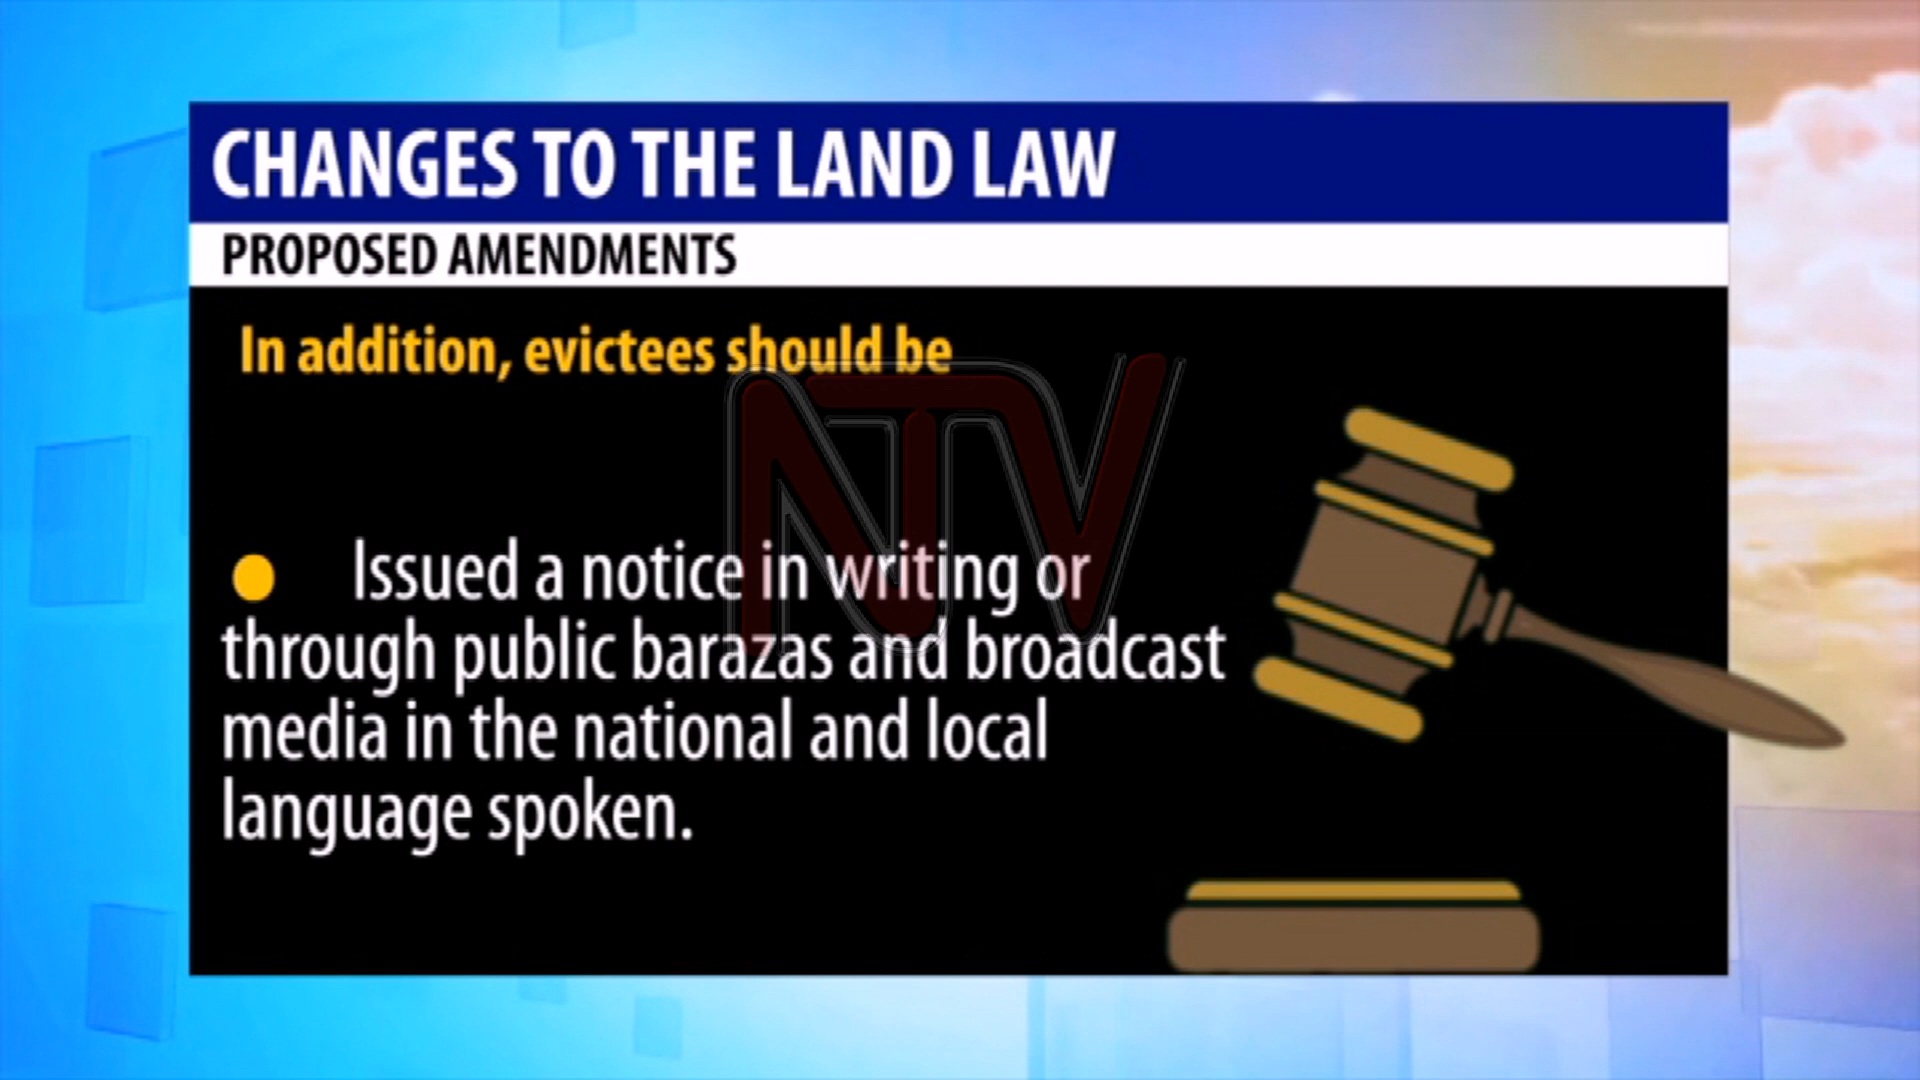 CHANGES TO THE LAND LAW
PROPOSED AMENDMENTS
In addition, evictees should be
NTV
Issued a notice in writing or
through public barazas and broadcast
media in the national and local
language spoken.